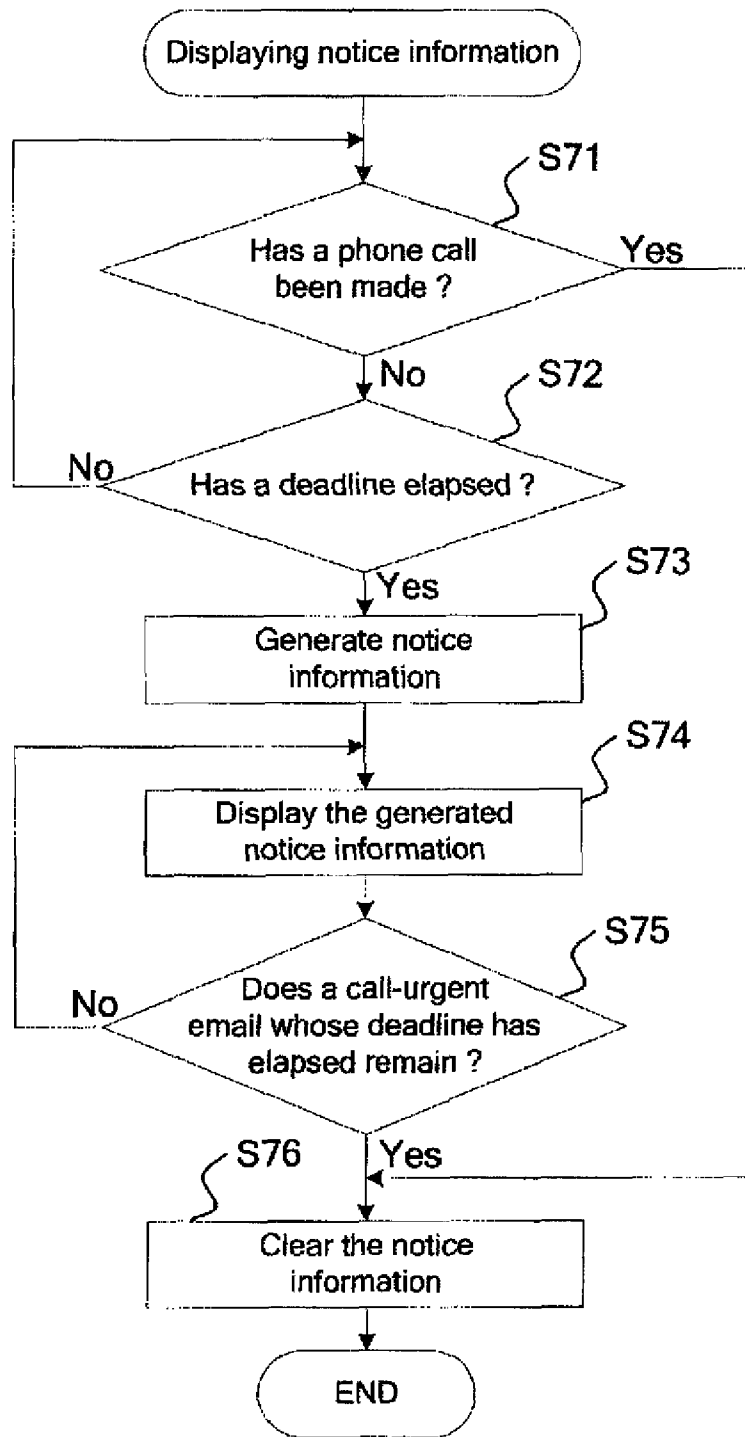 Displaying notice information
S71
Has a phone call
been made ?
Yes
No
S72
Has a deadline elapsed ?
No
Yes
S73
Generate notice
information
S74
Display the generated
notice information
S75
Does a call-urgent
email whose deadline has
elapsed remain ?
No
Yes
S76
Clear the notice
information
END